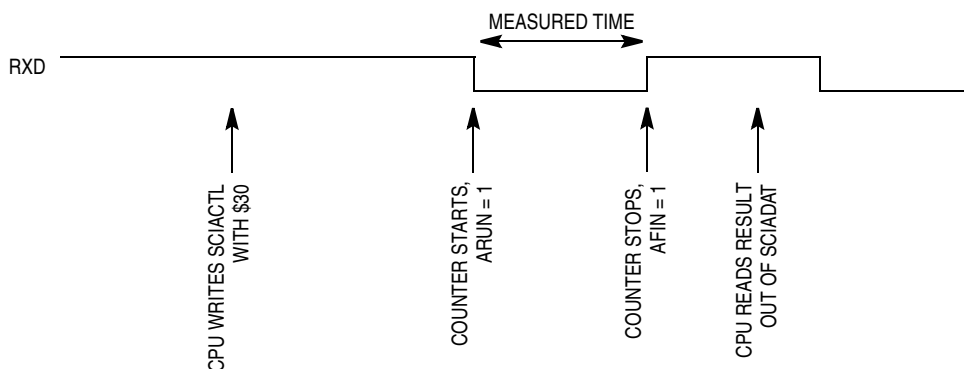 MEASURED TIME
RXD
CPU WRITES SCIACTL
WITH $30
COUNTER STARTS,
ARUN = 1
COUNTER STOPS,
AFIN = 1
CPU READS RESULT
OUT OF SCIADAT